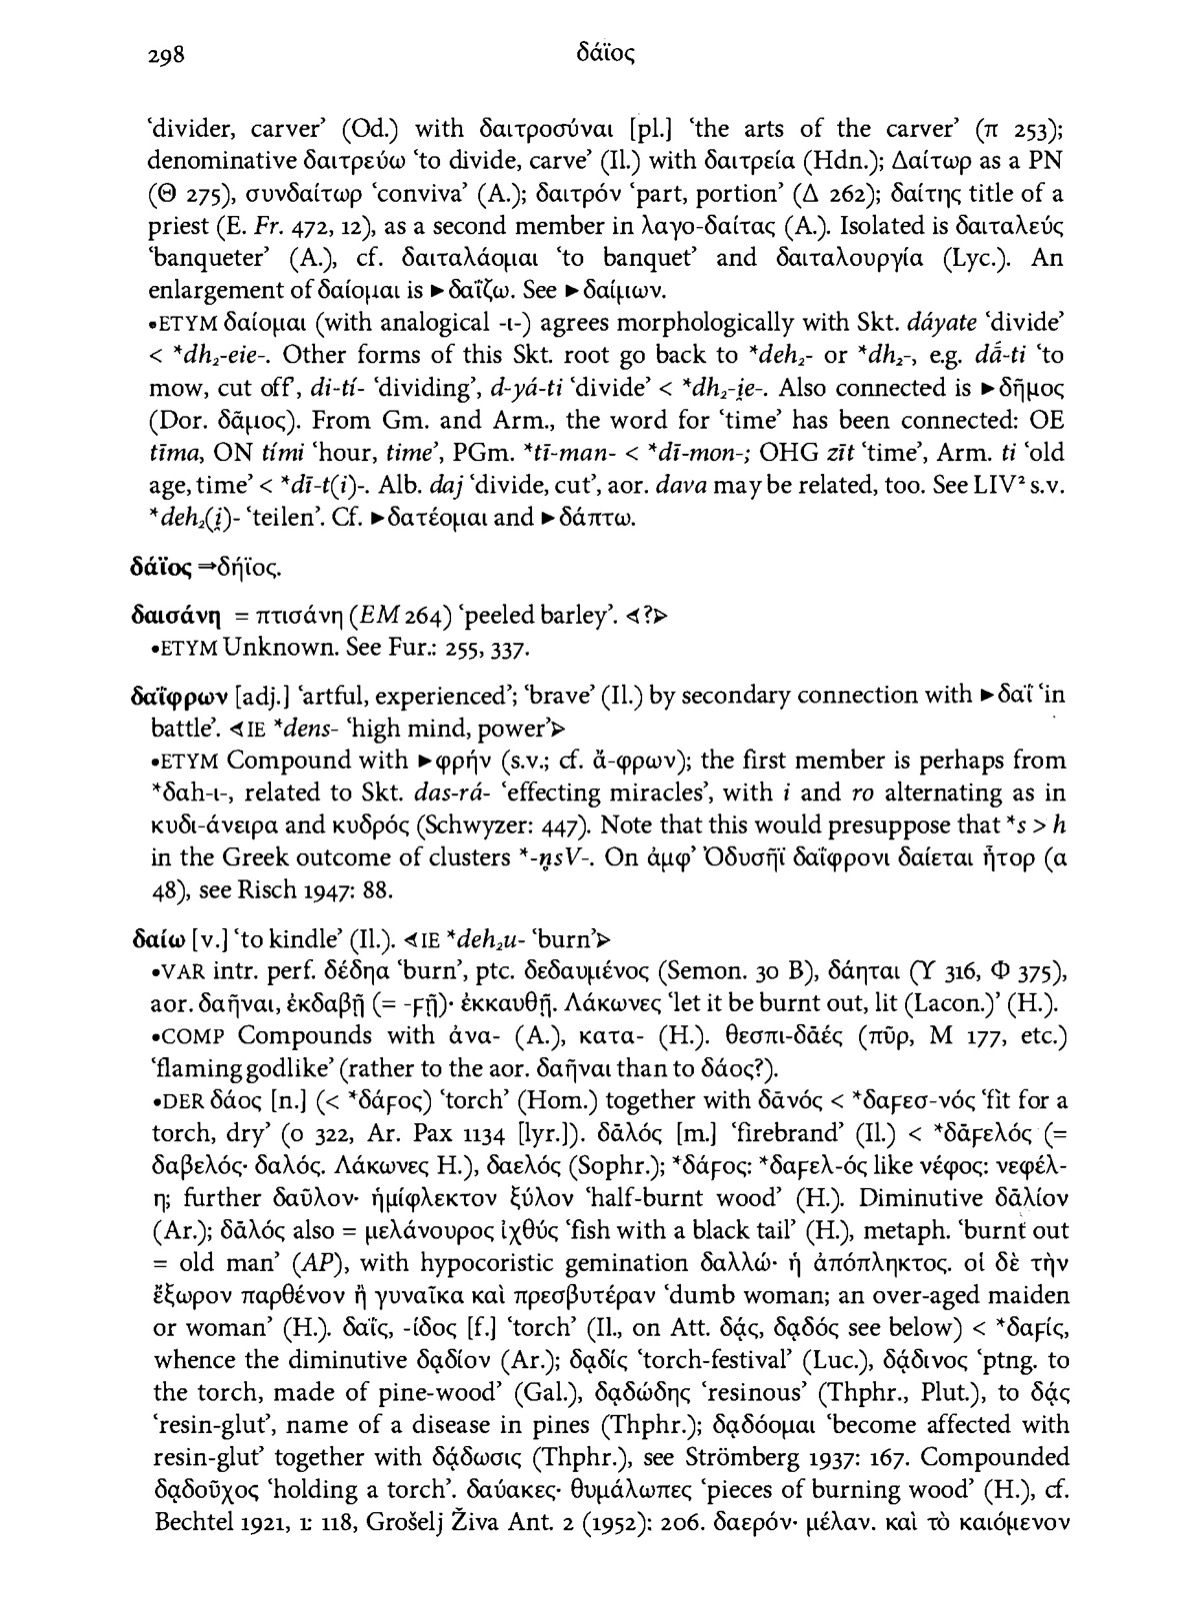 298 δάϊος
‘divider, carver’ (Od.) with δαιτροσύναι [pl.] ‘the arts of the carver’ (π 253);
denominative δαιτρεύω ‘to divide, carve’ (Il.) with δαιτρεία (Hdn.); Δαίτωρ as a PN
(Θ 275), συνδαίτωρ ‘conviva’ (A.); δαιτρόν ‘part, portion’ (Δ 262); δαίτης title of a
priest (E. Fr. 472, 12), as a second member in λαγο-δαίτας (A.). Isolated is δαιταλεύς
‘banqueter’ (A.), cf. δαιταλάομαι ‘to banquet’ and δαιταλουργία (Lyc.). An
enlargement of δαίομαι is ►δαΐζω. See ►δαίμων.
•ETYM δαίομαι (with analogical -ι-) agrees morphologically with Skt. dáyate ‘divide’
< *dh₂-eie-. Other forms of this Skt. root go back to *deh₂- or *dh₂-, e.g. dā́-ti ‘to
mow, cut off’, di-tí- ‘dividing’, d-yá-ti ‘divide’ < *dh₂-i̯e-. Also connected is ►δῆμος
(Dor. δᾶμος). From Gm. and Arm., the word for ‘time’ has been connected: OE
tīma, ON tími ‘hour, time’, PGm. *tī-man- < *dī-mon-; OHG zīt ‘time’, Arm. ti ‘old
age, time’ < *dī-t(i)-. Alb. daj ‘divide, cut’, aor. dava may be related, too. See LIV² s.v.
*deh₂(i̯)- ‘teilen’. Cf. ►δατέομαι and ►δάπτω.
δάϊος ⇒δήϊος.
δαισάνη = πτισάνη (EM 264) ‘peeled barley’. ⋖?⋗
•ETYM Unknown. See Fur.: 255, 337.
δαΐφρων [adj.] ‘artful, experienced’; ‘brave’ (Il.) by secondary connection with ►δαΐ ‘in
battle’. ⋖IE *dens- ‘high mind, power’⋗
•ETYM Compound with ►φρήν (s.v.; cf. ἄ-φρων); the first member is perhaps from
*δαh-ι-, related to Skt. das-rá- ‘effecting miracles’, with i and ro alternating as in
κυδι-άνειρα and κυδρός (Schwyzer: 447). Note that this would presuppose that *s > h
in the Greek outcome of clusters *-n̥sV-. On ἀμφ’ Ὀδυσῆϊ δαΐφρονι δαίεται ἦτορ (α
48), see Risch 1947: 88.
δαίω [v.] ‘to kindle’ (Il.). ⋖IE *deh₂u- ‘burn’⋗
•VAR intr. perf. δέδηα ‘burn’, ptc. δεδαυμένος (Semon. 30 B), δάηται (Υ 316, Φ 375),
aor. δαῆναι, ἐκδαβῇ (= -ϝῇ)· ἐκκαυθῇ. Λάκωνες ‘let it be burnt out, lit (Lacon.)’ (H.).
•COMP Compounds with ἀνα- (A.), κατα- (H.). θεσπι-δᾱές (πῦρ, Μ 177, etc.)
‘flaming godlike’ (rather to the aor. δαῆναι than to δάος?).
•DER δάος [n.] (< *δάϝος) ‘torch’ (Hom.) together with δᾱνός < *δαϝεσ-νός ‘fit for a
torch, dry’ (ο 322, Ar. Pax 1134 [lyr.]). δᾱλός [m.] ‘firebrand’ (Il.) < *δᾱϝελός (=
δαβελός· δαλός. Λάκωνες H.), δαελός (Sophr.); *δάϝος: *δαϝελ-ός like νέφος: νεφέλ-
η; further δαῦλον· ἡμίφλεκτον ξύλον ‘half-burnt wood’ (H.). Diminutive δᾱλίον
(Ar.); δᾱλός also = μελάνουρος ἰχθύς ‘fish with a black tail’ (H.), metaph. ‘burnt out
= old man’ (AP), with hypocoristic gemination δαλλώ· ἡ ἀπόπληκτος. οἱ δὲ τὴν
ἔξωρον παρθένον ἢ γυναῖκα καὶ πρεσβυτέραν ‘dumb woman; an over-aged maiden
or woman’ (H.). δαΐς, -ίδος [f.] ‘torch’ (Il., on Att. δᾴς, δᾳδός see below) < *δαϝίς,
whence the diminutive δᾳδίον (Ar.); δᾳδίς ‘torch-festival’ (Luc.), δᾴδινος ‘ptng. to
the torch, made of pine-wood’ (Gal.), δᾳδώδης ‘resinous’ (Thphr., Plut.), to δᾴς
‘resin-glut’, name of a disease in pines (Thphr.); δᾳδόομαι ‘become affected with
resin-glut’ together with δᾴδωσις (Thphr.), see Strömberg 1937: 167. Compounded
δᾳδοῦχος ‘holding a torch’. δαύακες· θυμάλωπες ‘pieces of burning wood’ (H.), cf.
Bechtel 1921, 1: 118, Grošelj Živa Ant. 2 (1952): 206. δαερόν· μέλαν. καὶ τὸ καιόμενον